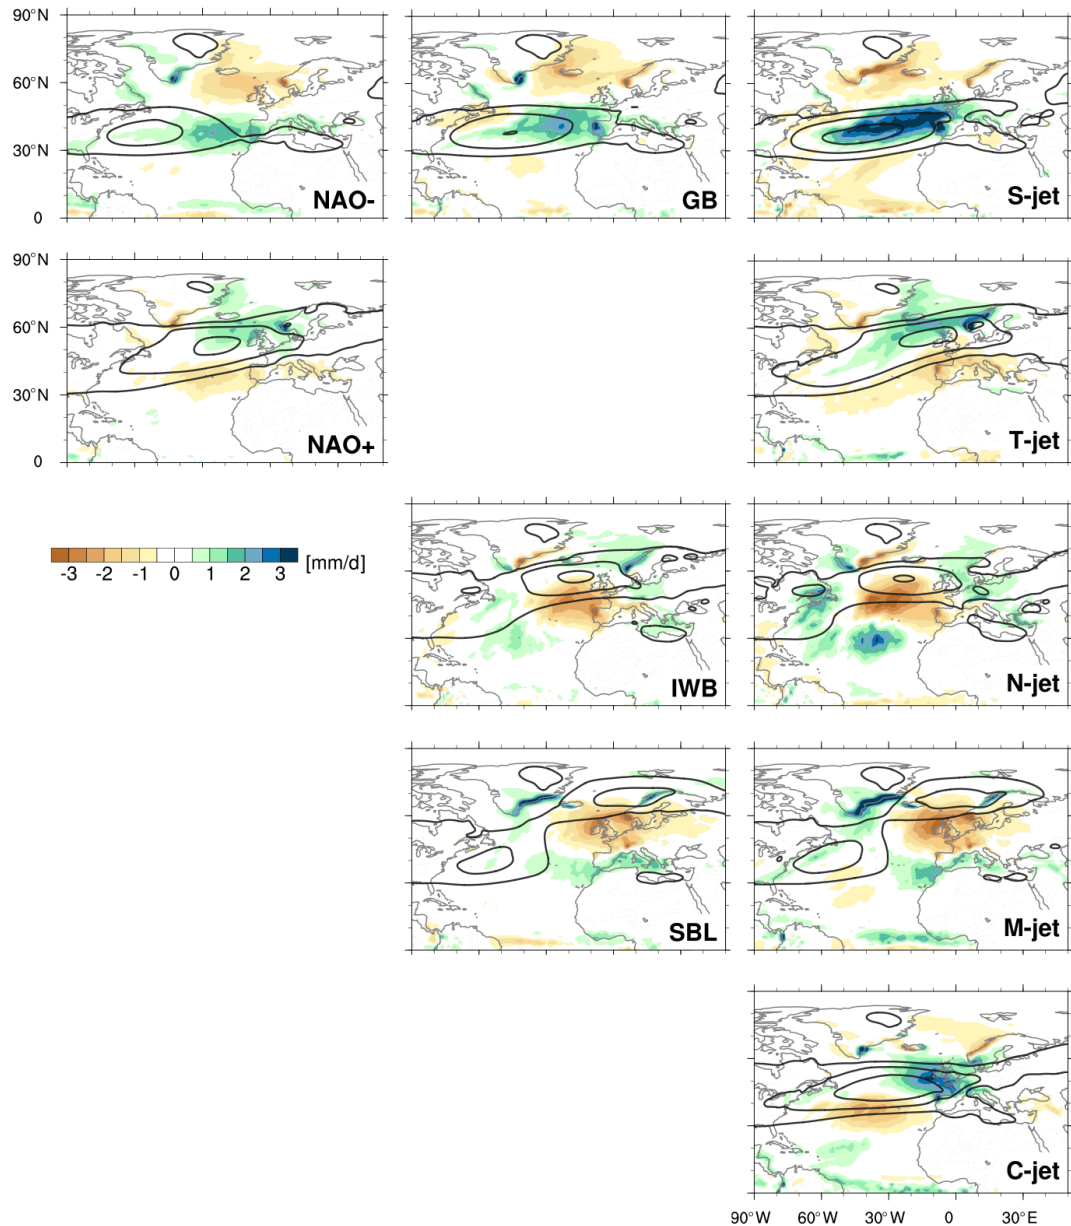 90°N
60°N
30°N
0
NAO-
GB
S-jet
90°N
60°N
30°N
0
NAO+
T-jet
-3 -2 -1 0 1 2 3 [mm/d]
IWB
N-jet
SBL
M-jet
C-jet
90°W 60°W 30°W 0 30°E